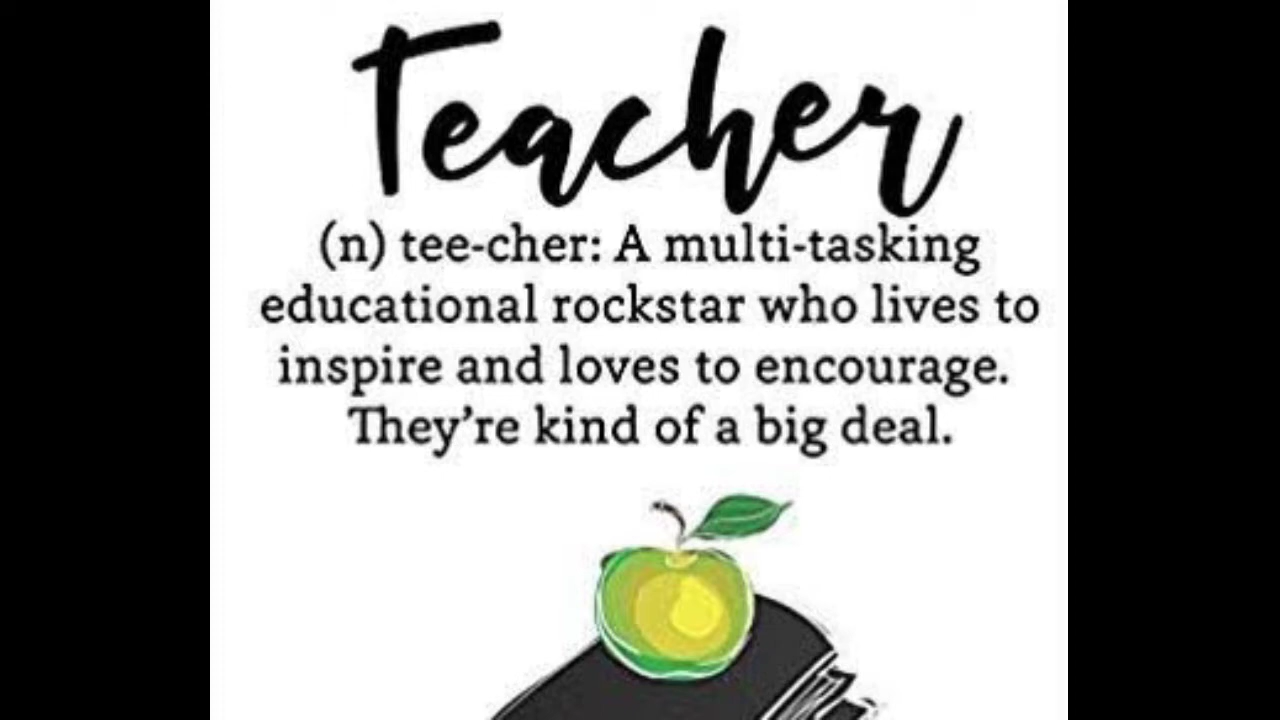 Teacher
(n) tee-cher: A multi-tasking
educational rockstar who lives to
inspire and loves to encourage.
They’re kind of a big deal.